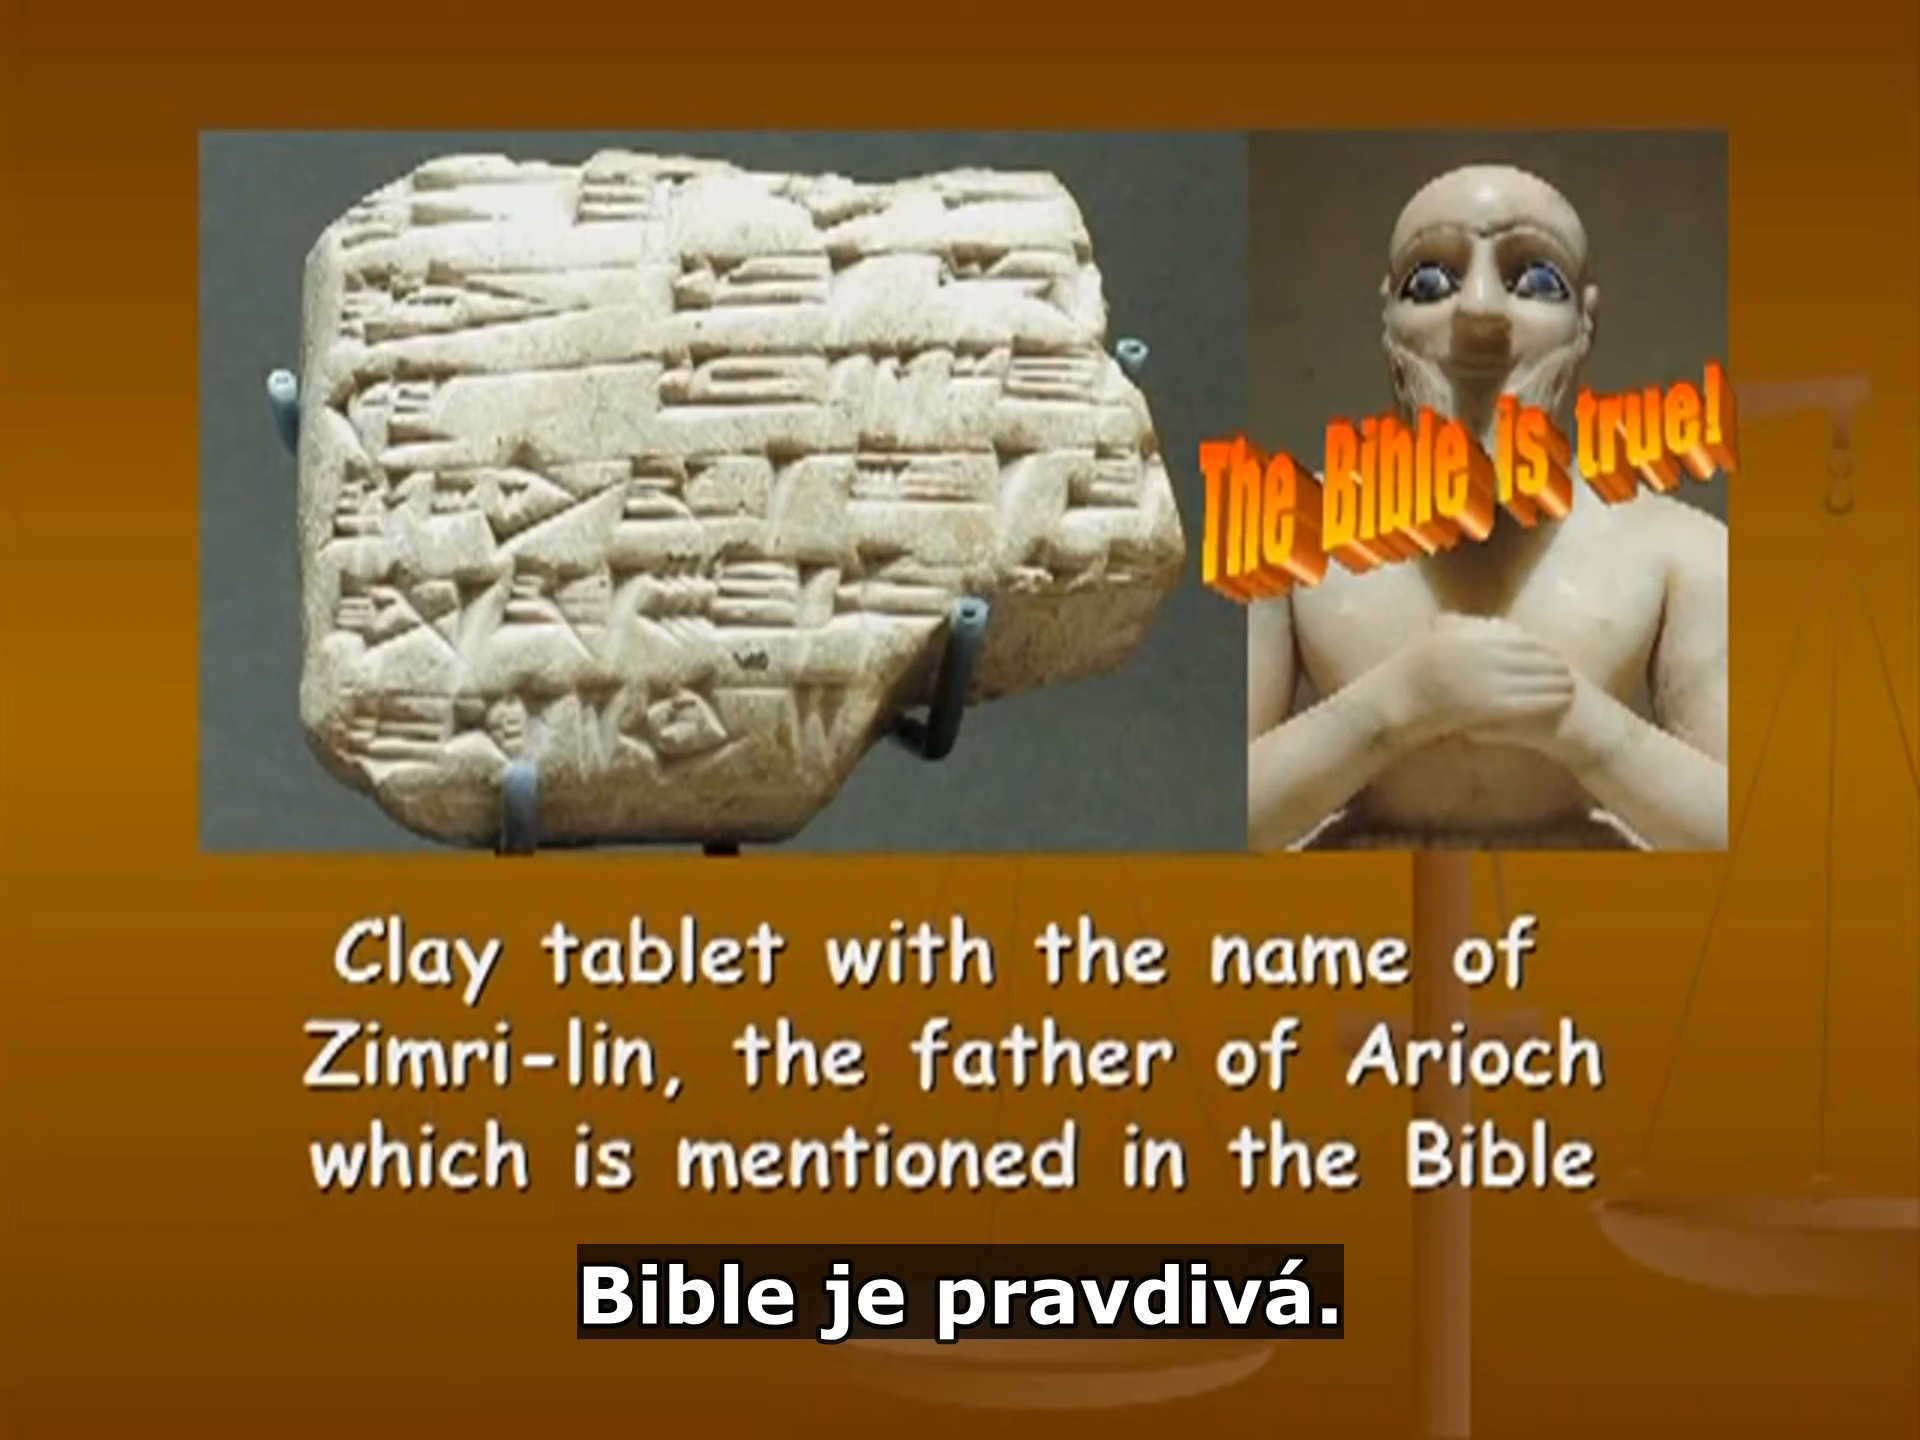 The Bible is true!
Clay tablet with the name of
Zimri-lin, the father of Arioch
which is mentioned in the Bible
Bible je pravdivá.